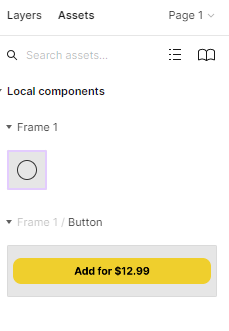 Layers Assets Page 1
Search assets...
Local components
Frame 1
Frame 1 / Button
Add for $12.99